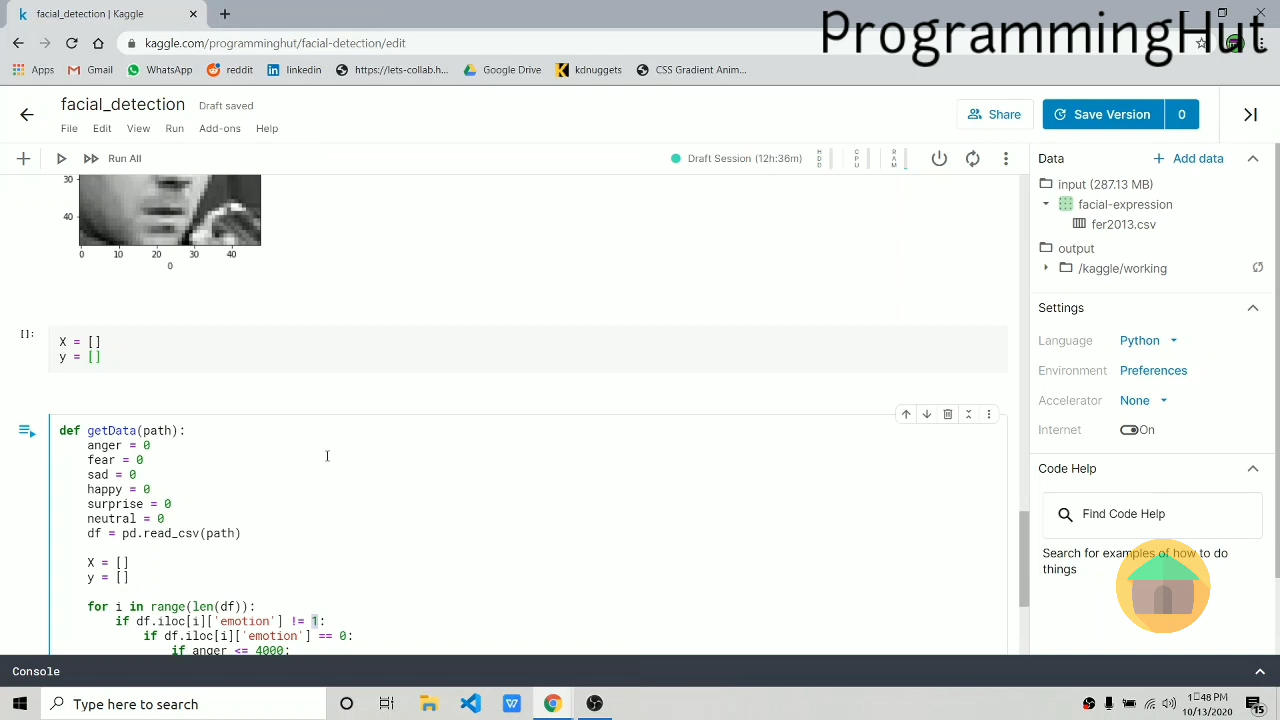 facial_detection | Kaggle
ProgrammingHut
kaggle.com/programminghut/facial-detection/edit
Apps Gmail WhatsApp reddit linkedin https://lets-collab.h... Google Drive kdnuggets CSS Gradient Anim...
facial_detection Draft saved
File Edit View Run Add-ons Help
Share Save Version 0
Run All
Draft Session (12h:36m) HDD CPU RAM
Data
Add data
input (287.13 MB)
facial-expression
fer2013.csv
output
/kaggle/working
Settings
Language Python
Environment Preferences
Accelerator None
Internet On
Code Help
Find Code Help
Search for examples of how to do
things
30
40
0 10 20 30 40
0
[]:
X = []
y = []
def getData(path):
anger = 0
fear = 0
sad = 0
happy = 0
surprise = 0
neutral = 0
df = pd.read_csv(path)
X = []
y = []
for i in range(len(df)):
if df.iloc[i]['emotion'] != 1:
if df.iloc[i]['emotion'] == 0:
if anger <= 4000:
Console
Type here to search
1:48 PM
10/13/2020
15